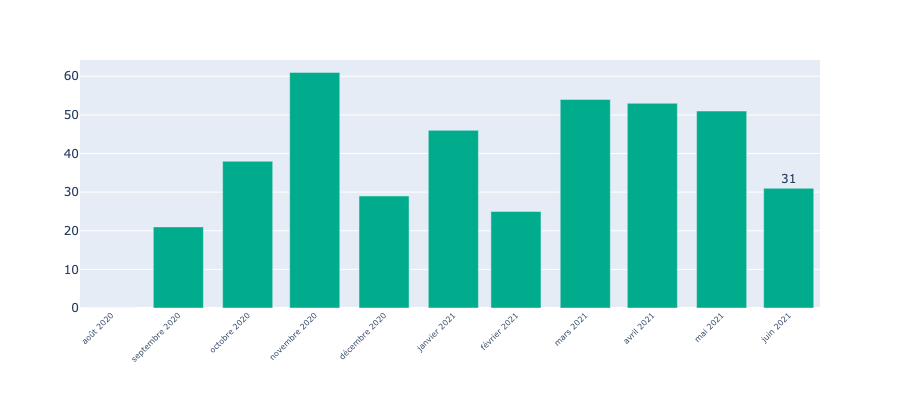 60
50
40
30
20
10
0
31
août 2020
septembre 2020
octobre 2020
novembre 2020
décembre 2020
janvier 2021
février 2021
mars 2021
avril 2021
mai 2021
juin 2021